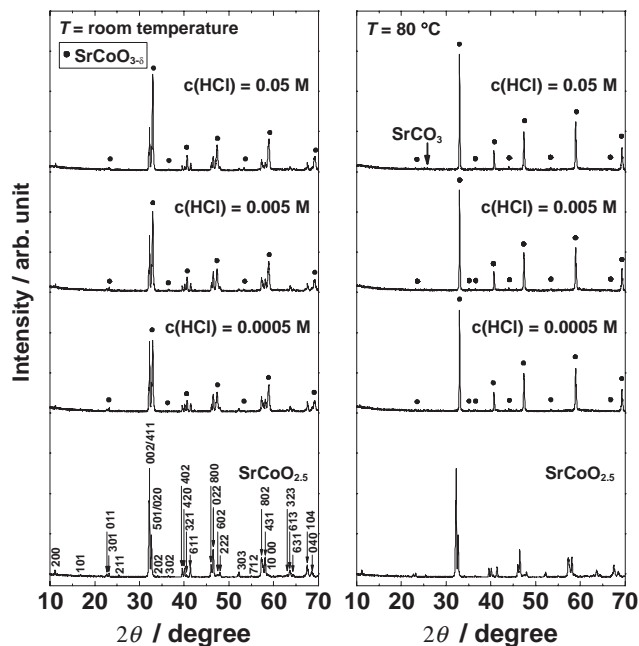 T = room temperature
• SrCoO3-δ
c(HCl) = 0.05 M
c(HCl) = 0.005 M
c(HCl) = 0.0005 M
SrCoO2.5
200
101
301 011
211
002/411
501/020
202
302
420 402
611 321
022 800
222 602
303
712
802
10 00 431
613 323
631
040 104
10 20 30 40 50 60 70
2θ / degree
Intensity / arb. unit
T = 80 °C
c(HCl) = 0.05 M
SrCO3
c(HCl) = 0.005 M
c(HCl) = 0.0005 M
SrCoO2.5
10 20 30 40 50 60 70
2θ / degree